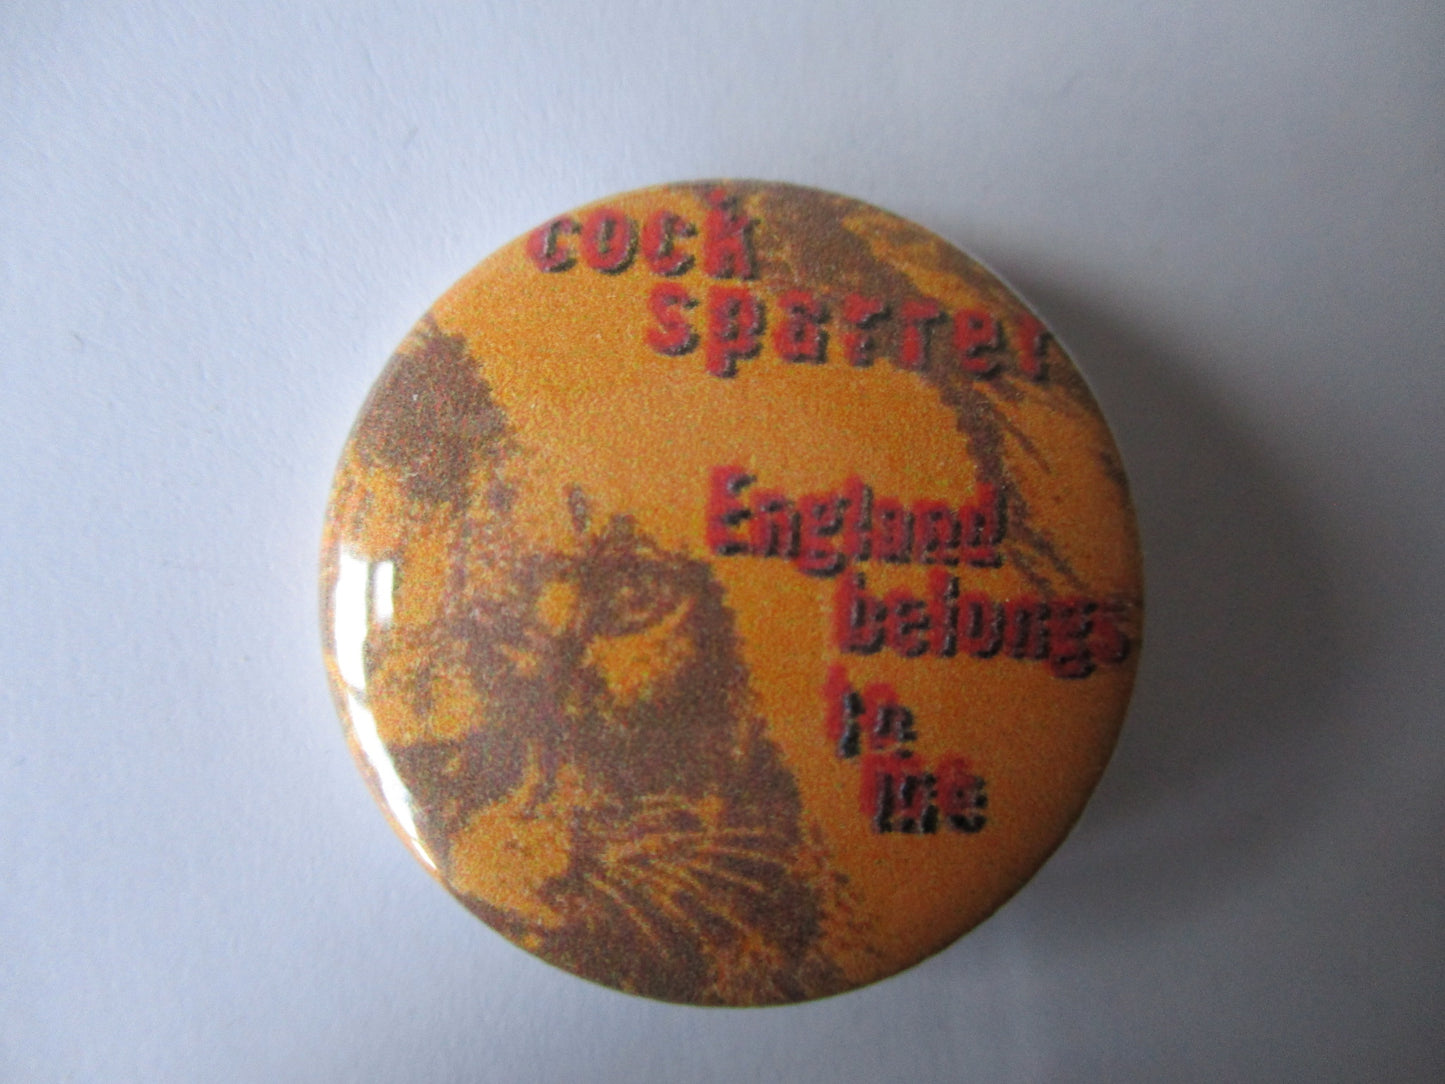 cock
sparrer
England
belongs
to
me